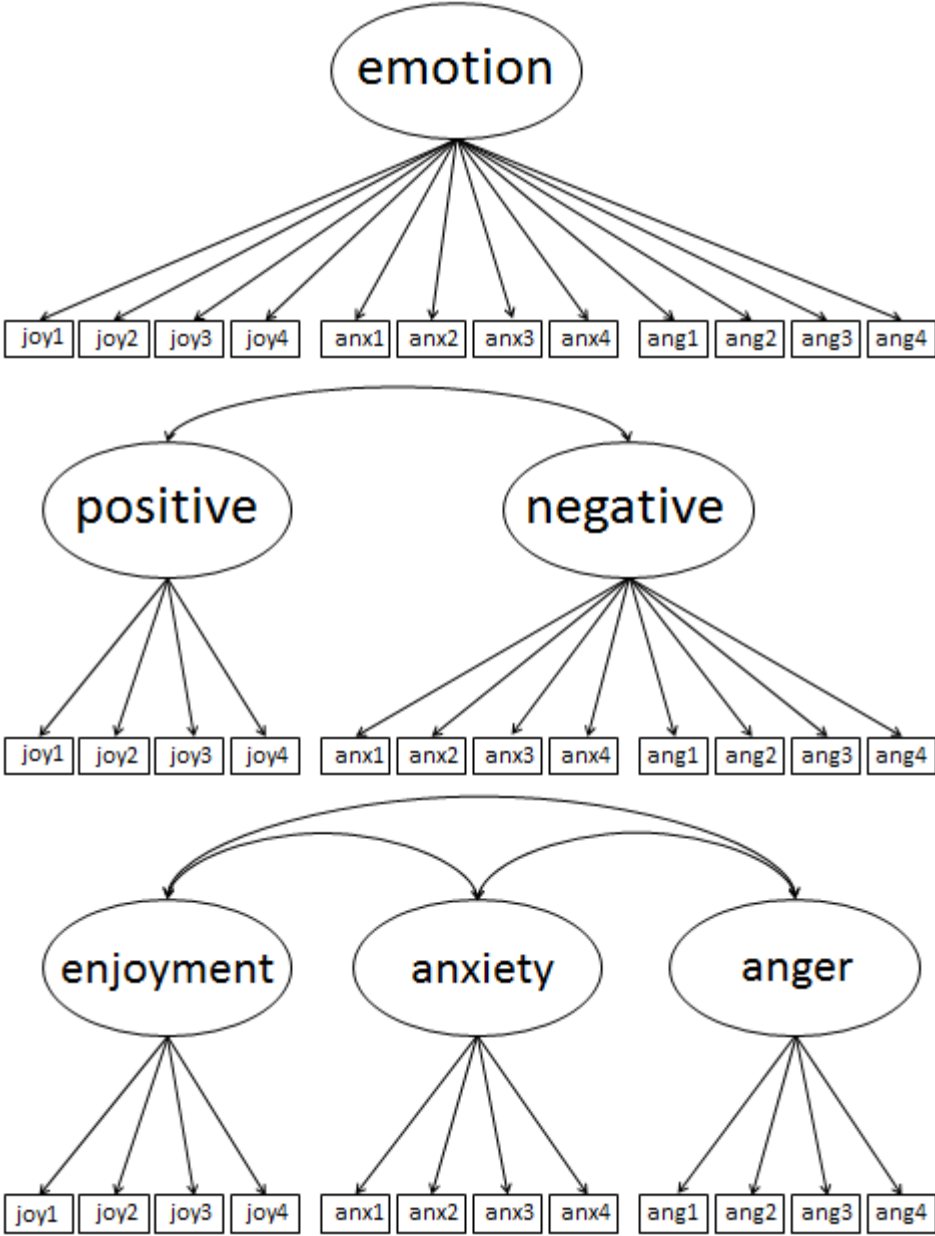 emotion
joy1 joy2 joy3 joy4 anx1 anx2 anx3 anx4 ang1 ang2 ang3 ang4
positive negative
joy1 joy2 joy3 joy4 anx1 anx2 anx3 anx4 ang1 ang2 ang3 ang4
enjoyment anxiety anger
joy1 joy2 joy3 joy4 anx1 anx2 anx3 anx4 ang1 ang2 ang3 ang4